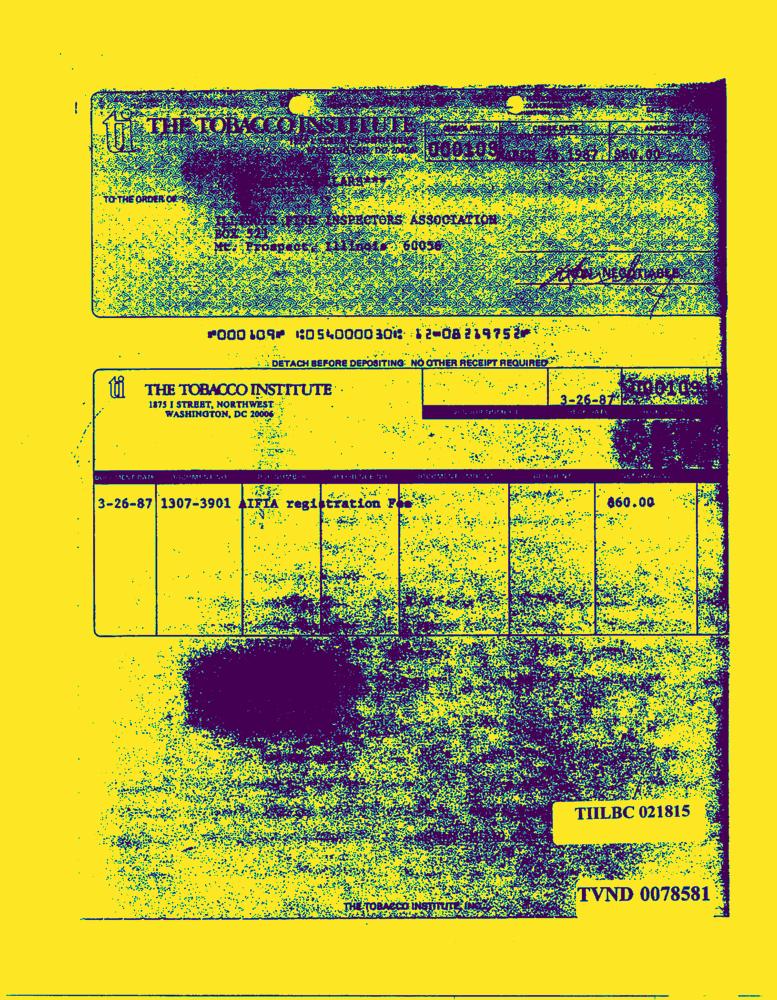 ti THE TOBACCO INSTITUTE
000109 MARCH 26, 1987 $60.00
TO THE ORDER OF
ILLINOIS FIRE INSPECTORS ASSOCIATION
BOX 521
Mt. Prospect, Illinois 60056
NON-NEGOTIABLE
⑈000109⑈ ⑆054000030⑆ 12⑉08219752⑈
DETACH BEFORE DEPOSITING NO OTHER RECEIPT REQUIRED
ti THE TOBACCO INSTITUTE
1875 I STREET, NORTHWEST
WASHINGTON, DC 20006
3-26-87 000109
3-26-87 1307-3901 AIFIA registration Fee $60.00
TIILBC 021815
TVND 0078581
THE TOBACCO INSTITUTE, INC.